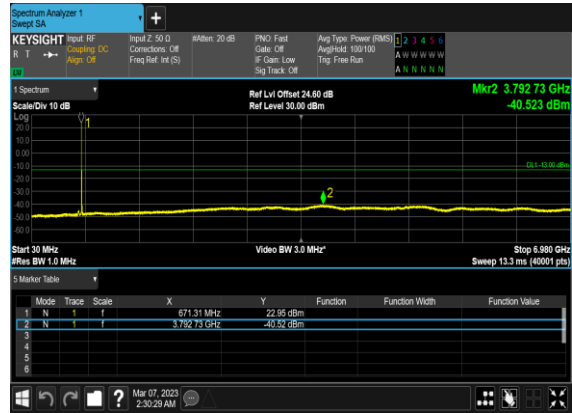 Spectrum Analyzer 1
Swept SA
+
KEYSIGHT Input: RF Input Z: 50 Ω #Atten: 20 dB PNO: Fast Avg Type: Power (RMS) 1 2 3 4 5 6
R T Coupling: DC Corrections: Off Gate: Off Avg|Hold: 100/100 A W W W W W
Align: Off Freq Ref: Int (S) IF Gain: Low Trig: Free Run
LW Sig Track: Off A N N N N N
1 Spectrum Ref Lvl Offset 24.60 dB Mkr2 3.792 73 GHz
Scale/Div 10 dB Ref Level 30.00 dBm -40.523 dBm
Log
1
20.0
10.0
0.00
-10.0
DL1 -13.00 dBm
-20.0
-30.0
2
-40.0
-50.0
-60.0
Start 30 MHz Video BW 3.0 MHz* Stop 6.980 GHz
#Res BW 1.0 MHz Sweep 13.3 ms (40001 pts)
5 Marker Table
Mode Trace Scale X Y Function Function Width Function Value
1 N 1 f 671.31 MHz 22.95 dBm
2 N 1 f 3.792 73 GHz -40.52 dBm
3
4
5
6
? Mar 07, 2023
2:30:29 AM